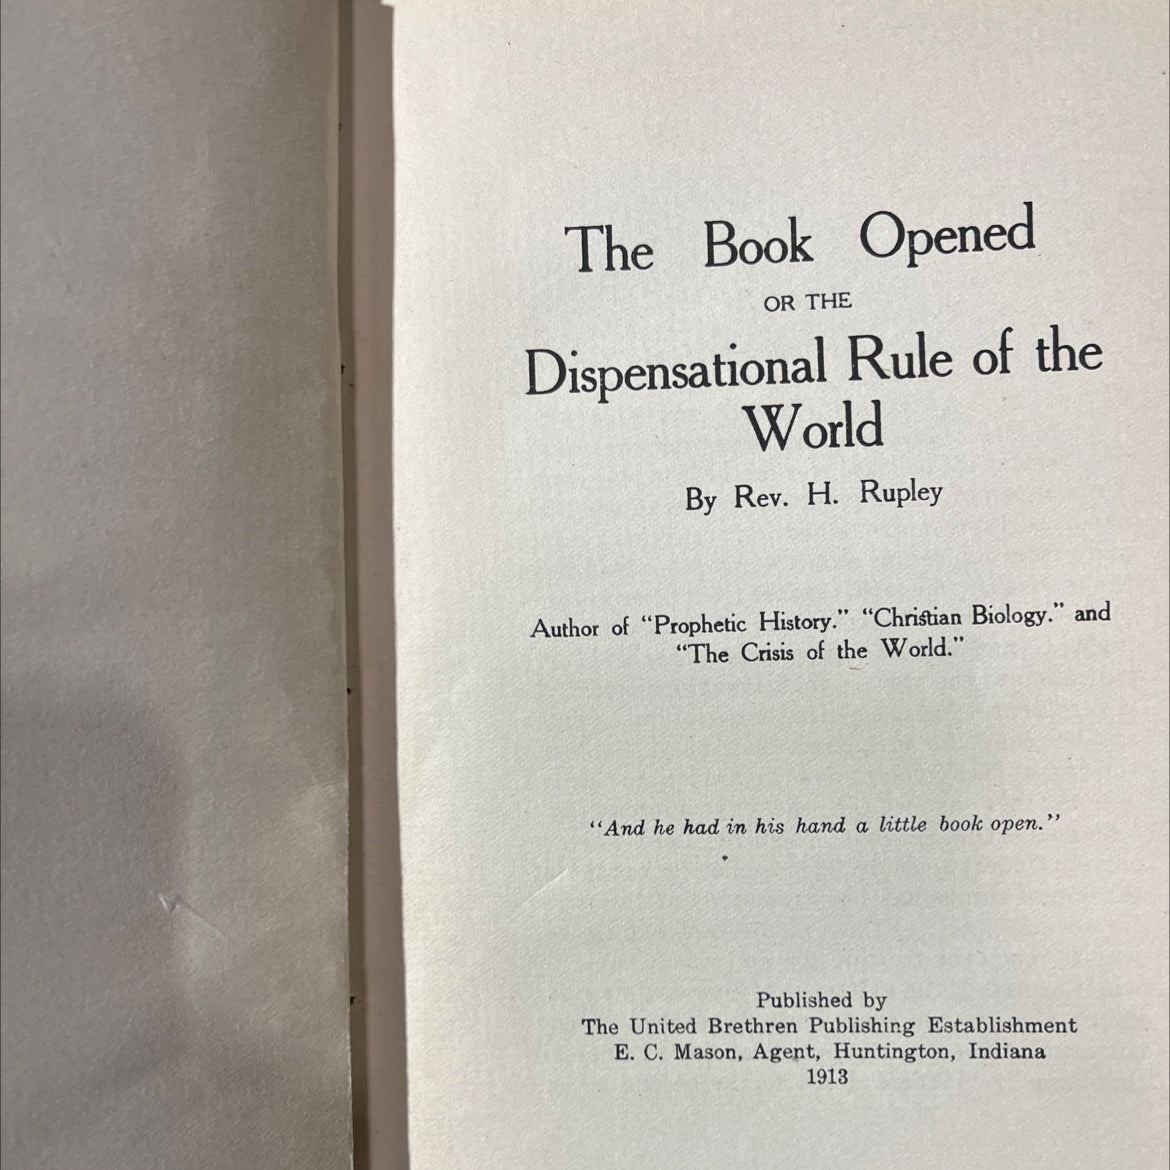 The Book Opened
OR THE
Dispensational Rule of the
World
By Rev. H. Rupley
Author of "Prophetic History." "Christian Biology." and
"The Crisis of the World."
"And he had in his hand a little book open."
Published by
The United Brethren Publishing Establishment
E. C. Mason, Agent, Huntington, Indiana
1913